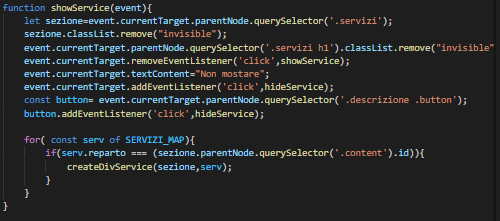 function showService(event){
let sezione=event.currentTarget.parentNode.querySelector('.servizi');
sezione.classList.remove("invisible");
event.currentTarget.parentNode.querySelector('.servizi h1').classList.remove("invisible"
event.currentTarget.removeEventListener('click',showService);
event.currentTarget.textContent="Non mostare";
event.currentTarget.addEventListener('click',hideService);
const button= event.currentTarget.parentNode.querySelector('.descrizione .button');
button.addEventListener('click',hideService);
for( const serv of SERVIZI_MAP){
if(serv.reparto === (sezione.parentNode.querySelector('.content').id)){
createDivService(sezione,serv);
}
}
}